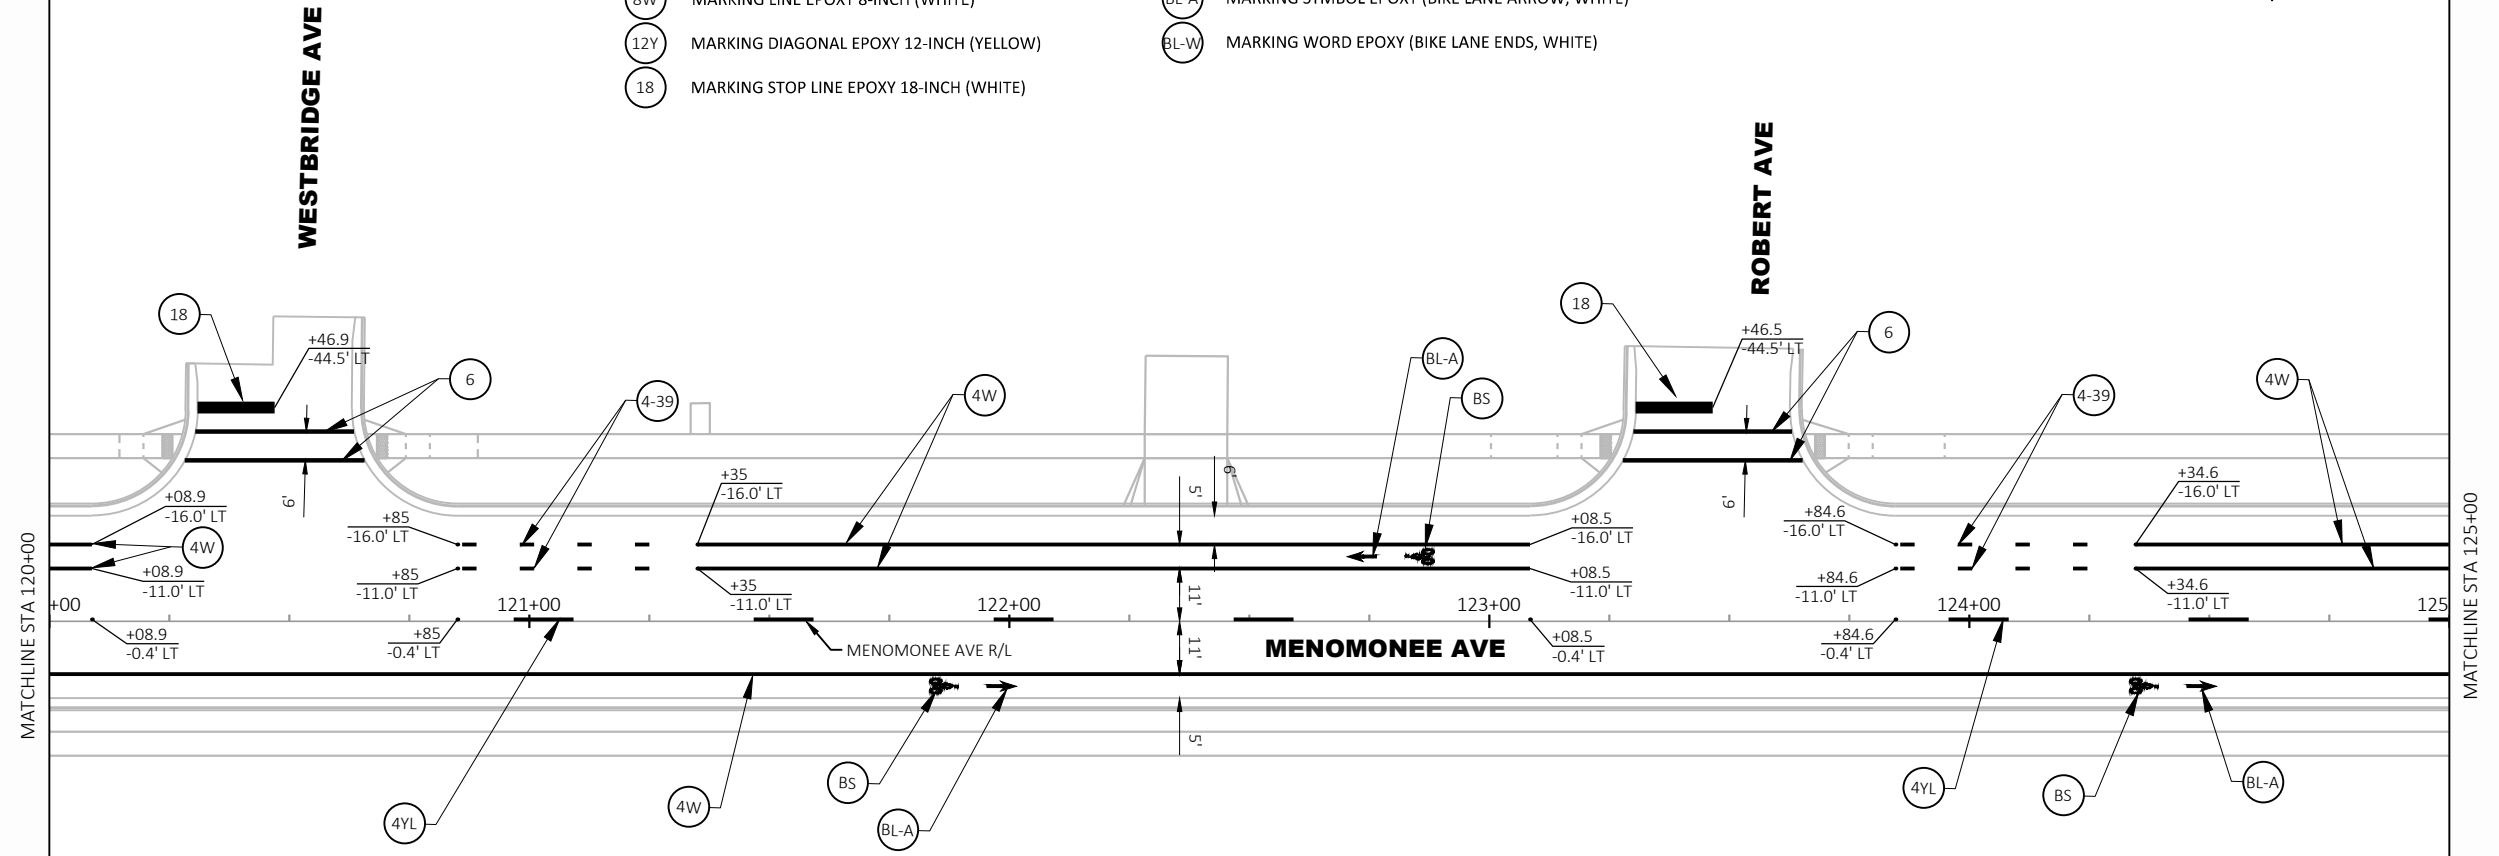 8W MARKING LINE EPOXY 8-INCH (WHITE)
BL-A MARKING SYMBOL EPOXY (BIKE LANE ARROW, WHITE)
12Y MARKING DIAGONAL EPOXY 12-INCH (YELLOW)
BL-W MARKING WORD EPOXY (BIKE LANE ENDS, WHITE)
18 MARKING STOP LINE EPOXY 18-INCH (WHITE)
WESTBRIDGE AVE
ROBERT AVE
18
+46.9
-44.5' LT
6
4-39
4W
BL-A
BS
18
+46.5
-44.5' LT
6
4-39
4W
6'
+08.9
-16.0' LT
4W
+08.9
-11.0' LT
+85
-16.0' LT
+85
-11.0' LT
+35
-16.0' LT
+35
-11.0' LT
5'
6'
+08.5
-16.0' LT
+08.5
-11.0' LT
6'
+84.6
-16.0' LT
+84.6
-11.0' LT
+34.6
-16.0' LT
+34.6
-11.0' LT
MATCHLINE STA 120+00
MATCHLINE STA 125+00
+00
121+00
122+00
123+00
124+00
125
11'
11'
+08.9
-0.4' LT
+85
-0.4' LT
MENOMONEE AVE R/L
MENOMONEE AVE
+08.5
-0.4' LT
+84.6
-0.4' LT
5'
4YL
4W
BS
BL-A
4YL
BS
BL-A